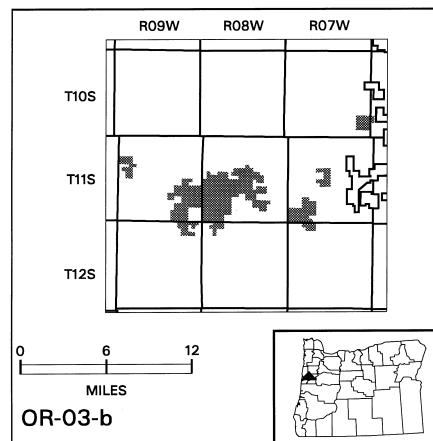 R09W R08W R07W
T10S
T11S
T12S
0 6 12
MILES
OR-03-b